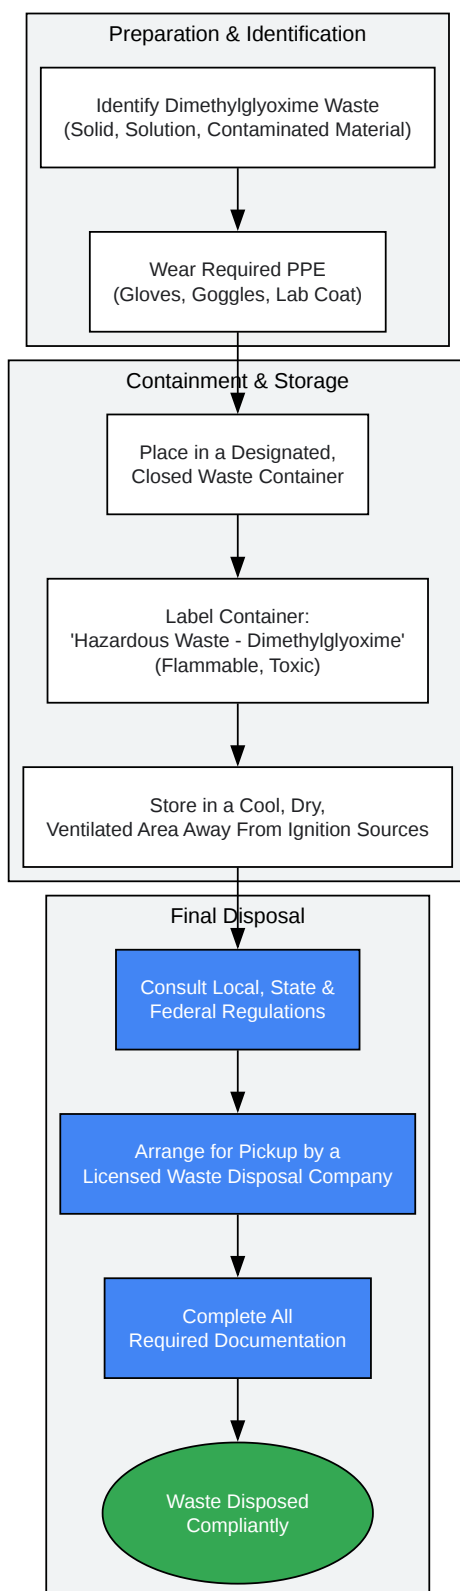 Preparation & Identification
Identify Dimethylglyoxime Waste
(Solid, Solution, Contaminated Material)
Wear Required PPE
(Gloves, Goggles, Lab Coat)
Containment & Storage
Place in a Designated,
Closed Waste Container
Label Container:
'Hazardous Waste - Dimethylglyoxime'
(Flammable, Toxic)
Store in a Cool, Dry,
Ventilated Area Away From Ignition Sources
Final Disposal
Consult Local, State &
Federal Regulations
Arrange for Pickup by a
Licensed Waste Disposal Company
Complete All
Required Documentation
Waste Disposed
Compliantly